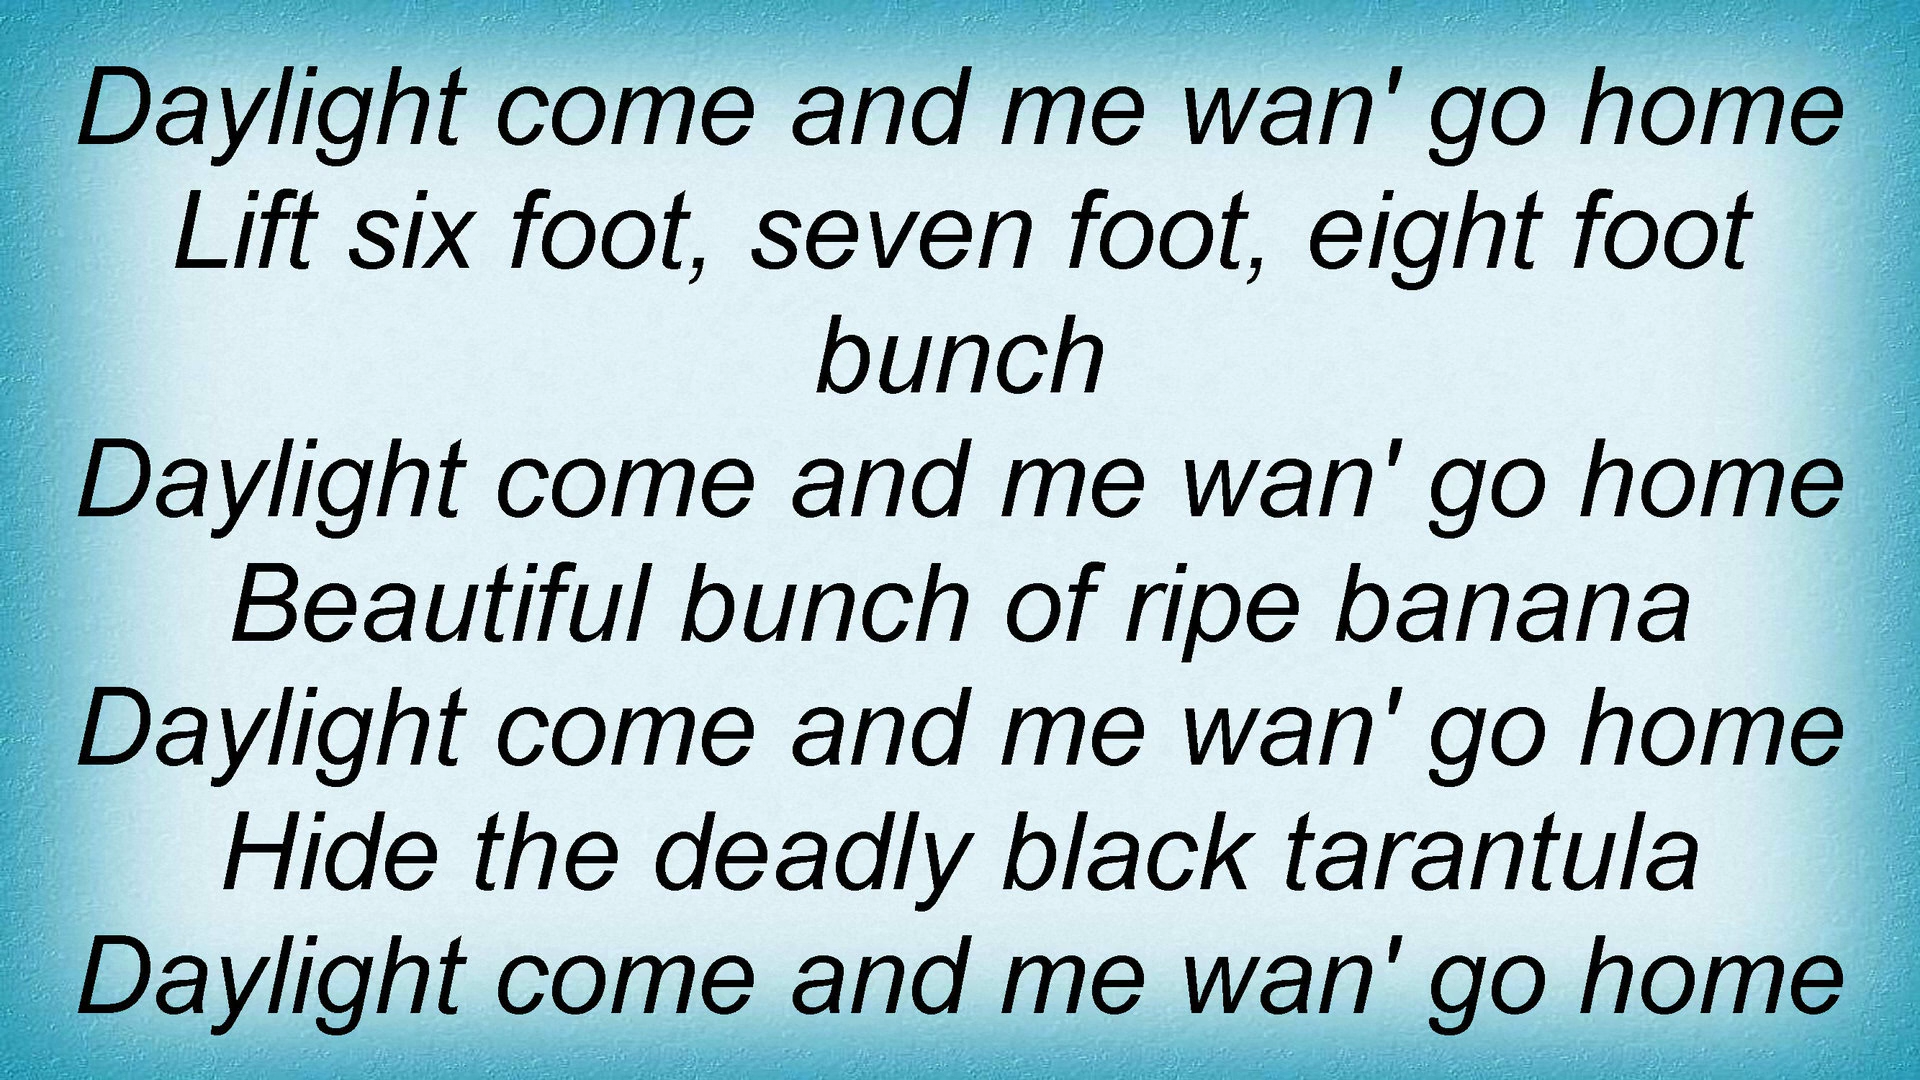 Daylight come and me wan' go home
Lift six foot, seven foot, eight foot
bunch
Daylight come and me wan' go home
Beautiful bunch of ripe banana
Daylight come and me wan' go home
Hide the deadly black tarantula
Daylight come and me wan' go home